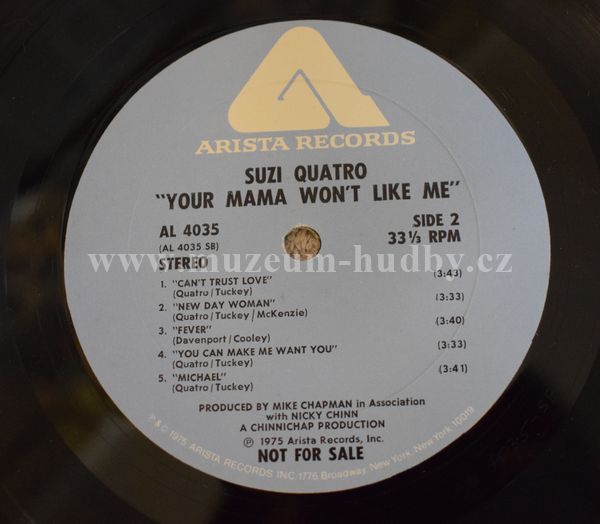 ARISTA RECORDS
SUZI QUATRO
"YOUR MAMA WON'T LIKE ME"
AL 4035
(AL 4035 SB)
STEREO
SIDE 2
33⅓ RPM
www.muzeum-hudby.cz
1. "CAN'T TRUST LOVE" (3:43)
(Quatro/Tuckey)
2. "NEW DAY WOMAN" (3:33)
(Quatro/Tuckey/McKenzie)
3. "FEVER" (3:40)
(Davenport/Cooley)
4. "YOU CAN MAKE ME WANT YOU" (3:33)
(Quatro/Tuckey)
5. "MICHAEL" (3:41)
(Quatro/Tuckey)
PRODUCED BY MIKE CHAPMAN in Association
with NICKY CHINN
A CHINNICHAP PRODUCTION
℗ 1975 Arista Records, Inc.
NOT FOR SALE
P & C 1975 ARISTA RECORDS INC 1776 Broadway, New York, New York 10019